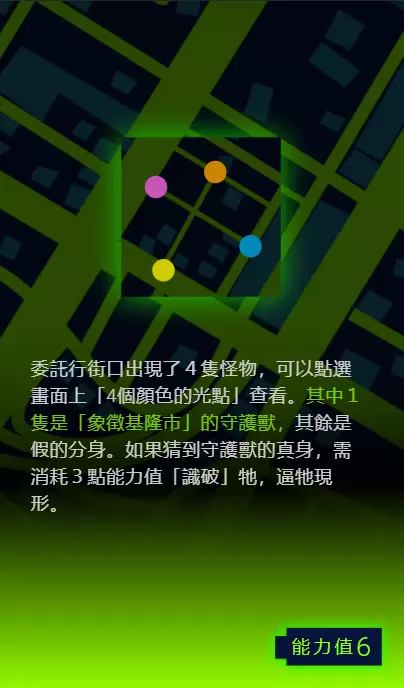 委託行街口出現了４隻怪物，可以點選
畫面上「4個顏色的光點」查看。其中１
隻是「象徵基隆市」的守護獸，其餘是
假的分身。如果猜到守護獸的真身，需
消耗３點能力值「識破」牠，逼牠現
形。
能力值6